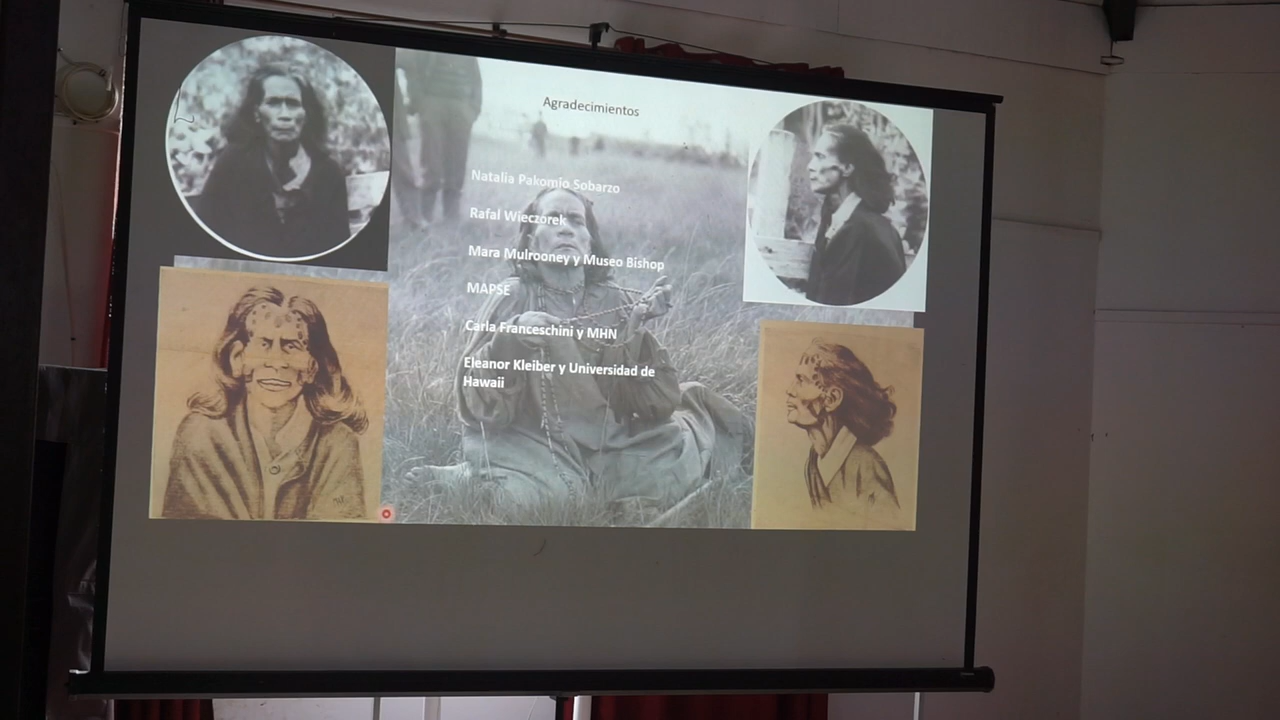 Agradecimientos
Natalia Pakomio Sobarzo
Rafal Wieczorek
Mara Mulrooney y Museo Bishop
MAPSE
Carla Franceschini y MHN
Eleanor Kleiber y Universidad de
Hawaii